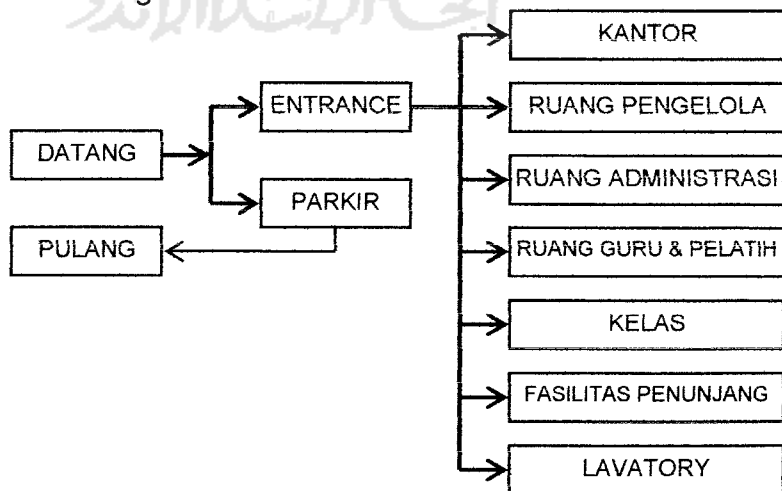 KANTOR
ENTRANCE
RUANG PENGELOLA
DATANG
RUANG ADMINISTRASI
PARKIR
PULANG
RUANG GURU & PELATIH
KELAS
FASILITAS PENUNJANG
LAVATORY